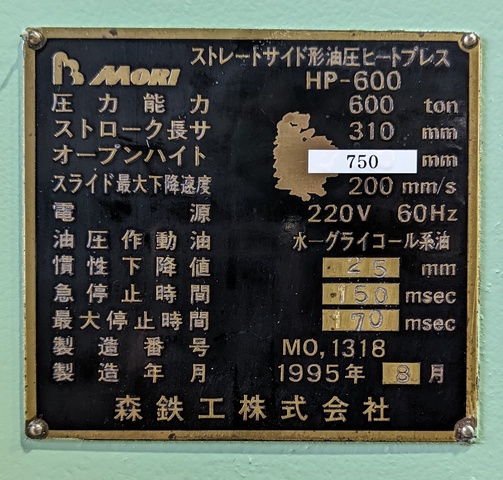 MORI ストレートサイド形油圧ヒートプレス
HP-600
圧力能力 600 ton
ストローク長サ 310 mm
オープンハイト 750 mm
スライド最大下降速度 200 mm/s
電源 220V 60Hz
油圧作動油 水-グライコール系油
慣性下降値 25 mm
急停止時間 150 msec
最大停止時間 170 msec
製造番号 MO,1318
製造年月 1995年 8月
森鉄工株式会社